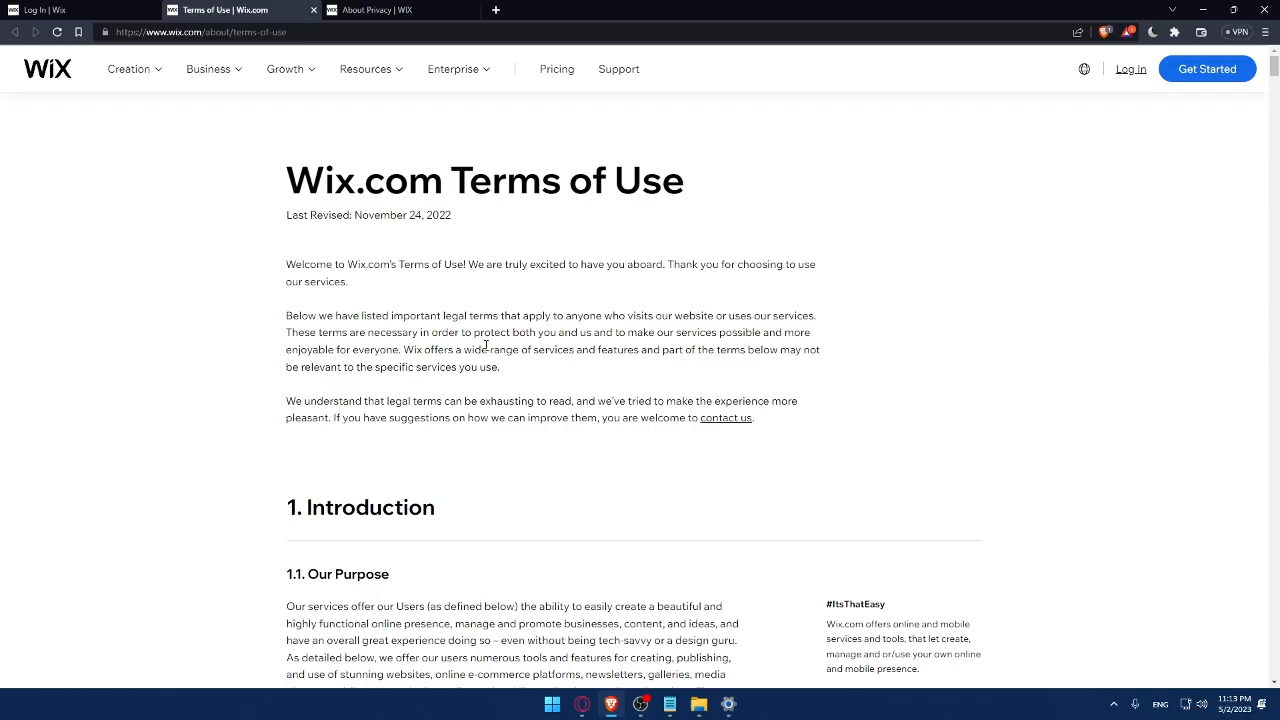 Log In | Wix
Terms of Use | Wix.com
About Privacy | WIX
https://www.wix.com/about/terms-of-use
VPN
WIX
Creation
Business
Growth
Resources
Enterprise
Pricing
Support
Log In
Get Started
Wix.com Terms of Use
Last Revised: November 24, 2022
Welcome to Wix.com's Terms of Use! We are truly excited to have you aboard. Thank you for choosing to use
our services.
Below we have listed important legal terms that apply to anyone who visits our website or uses our services.
These terms are necessary in order to protect both you and us and to make our services possible and more
enjoyable for everyone. Wix offers a wide range of services and features and part of the terms below may not
be relevant to the specific services you use.
We understand that legal terms can be exhausting to read, and we've tried to make the experience more
pleasant. If you have suggestions on how we can improve them, you are welcome to contact us.
1. Introduction
1.1. Our Purpose
Our services offer our Users (as defined below) the ability to easily create a beautiful and
highly functional online presence, manage and promote businesses, content, and ideas, and
have an overall great experience doing so – even without being tech-savvy or a design guru.
As detailed below, we offer our users numerous tools and features for creating, publishing,
and use of stunning websites, online e-commerce platforms, newsletters, galleries, media
#ItsThatEasy
Wix.com offers online and mobile
services and tools, that let create,
manage and or/use your own online
and mobile presence.
ENG
11:13 PM
5/2/2023